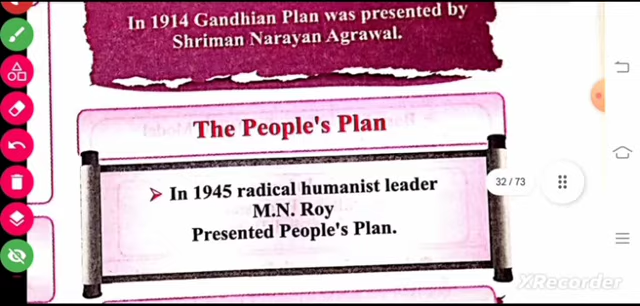 In 1914 Gandhian Plan was presented by
Shriman Narayan Agrawal.
The People's Plan
➤ In 1945 radical humanist leader
M.N. Roy
Presented People's Plan.
32 / 73
XRecorder